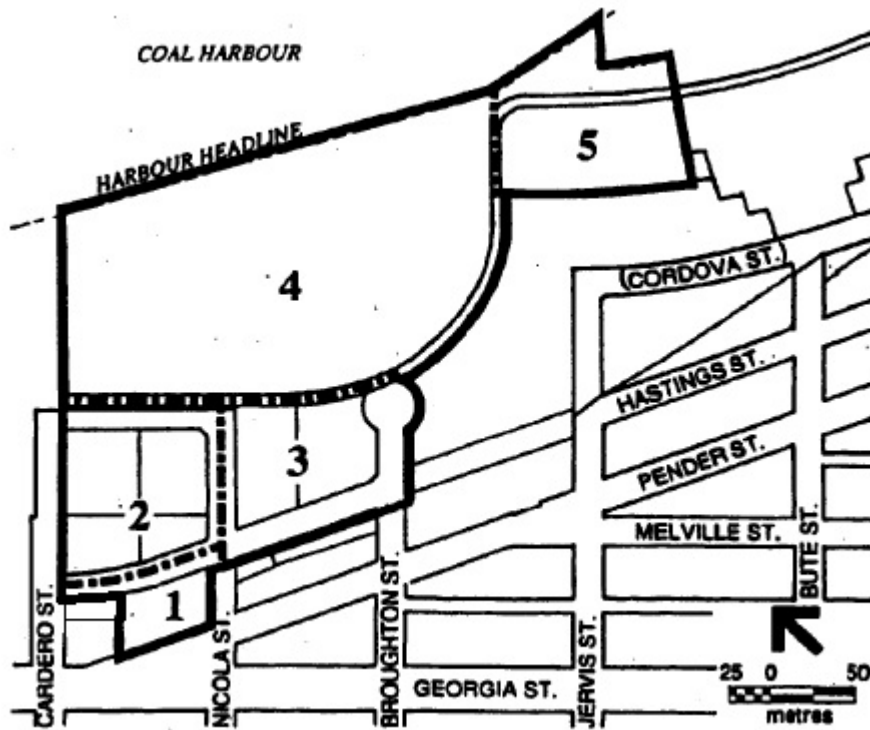 COAL HARBOUR
HARBOUR HEADLINE
5
4
(CORDOVA ST.
HASTINGS ST.
3
PENDER ST.
2
MELVILLE ST.
BUTE ST.
1
CARDERO ST.
NICOLA ST.
BROUGHTON ST.
JERVIS ST.
GEORGIA ST.
25 0 50
metres